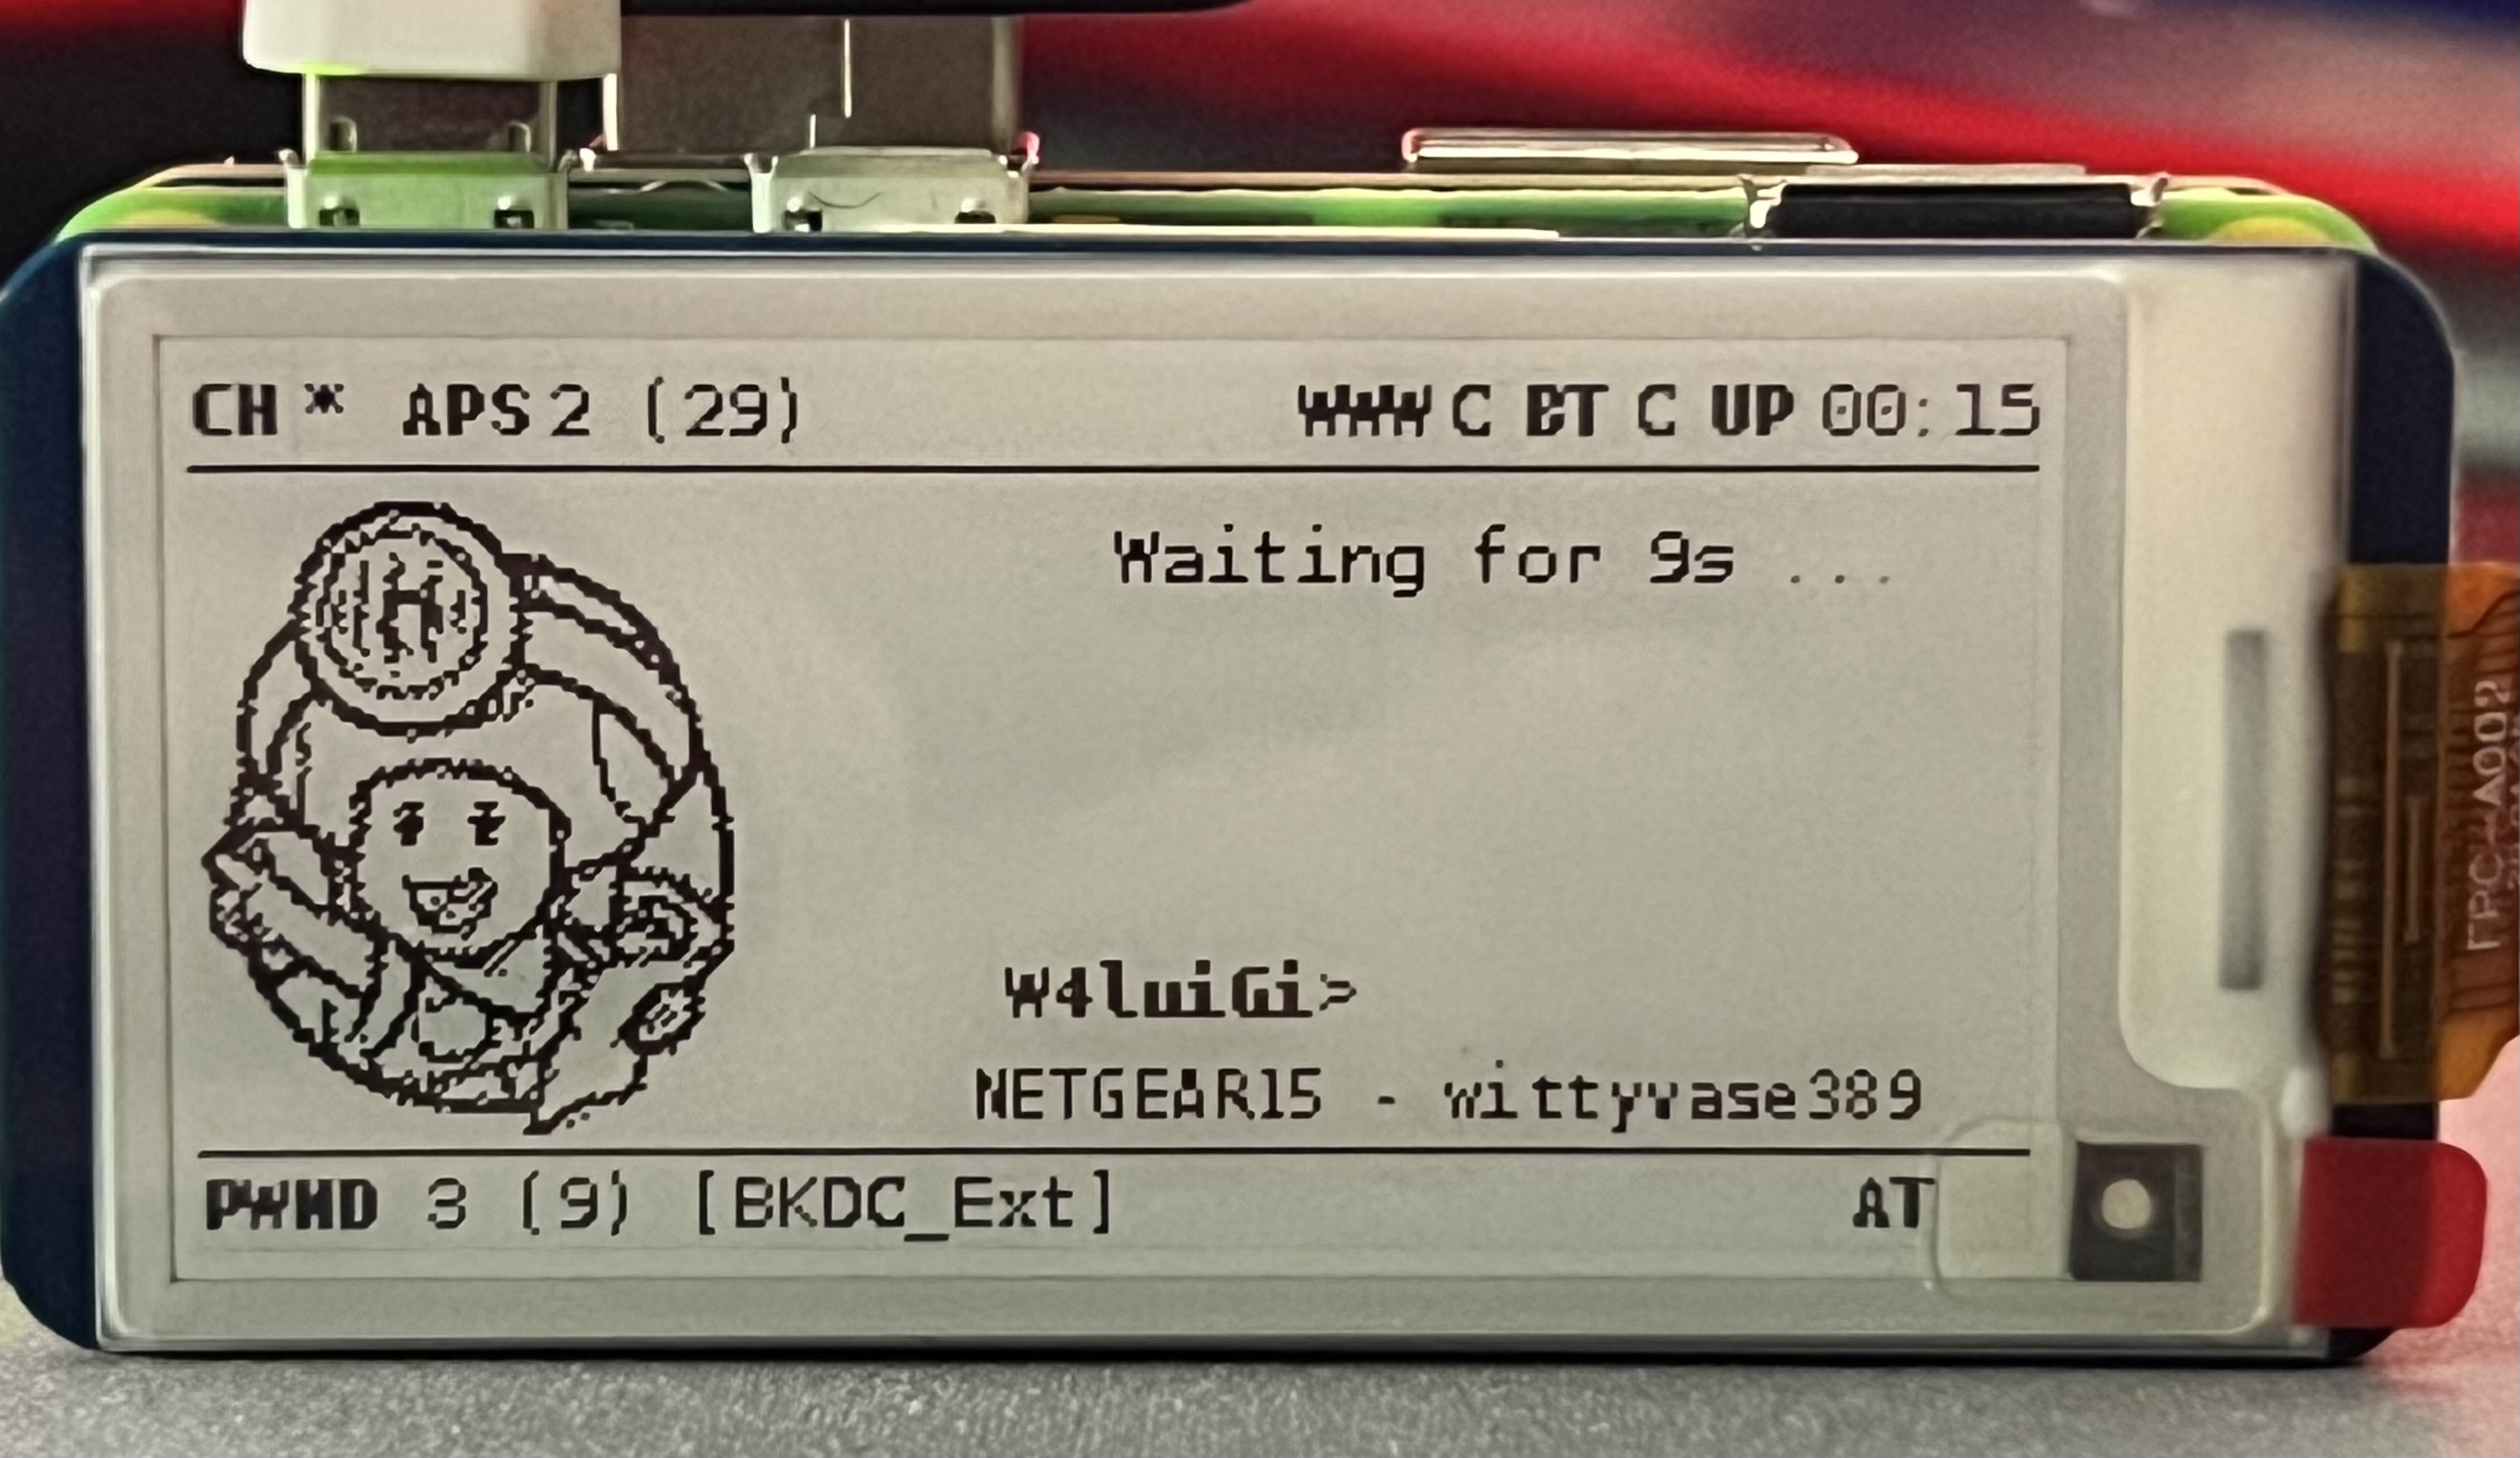 CH * APS 2 (29) WWW C BT C UP 00:15
Waiting for 9s ...
H
W4luiGi>
NETGEAR15 - wittyvase389
PWND 3 (9) [BKDC_Ext] AT